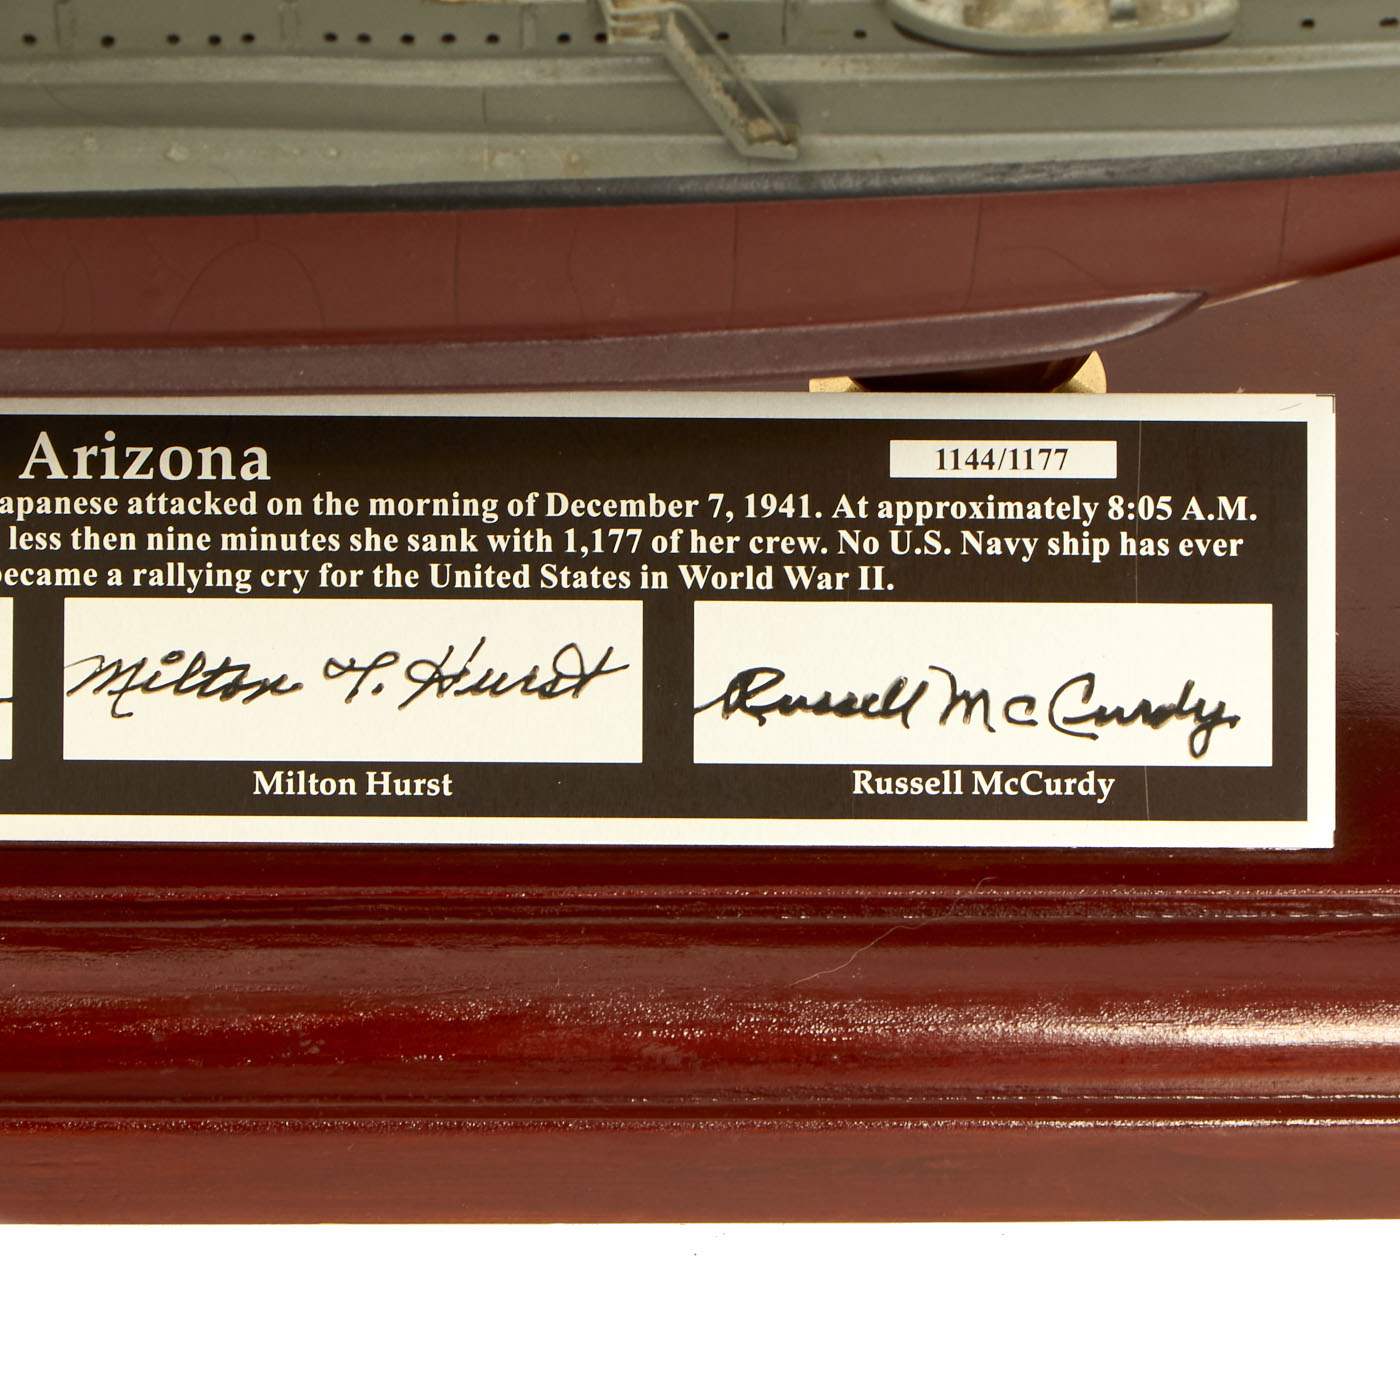 Arizona
1144/1177
apanese attacked on the morning of December 7, 1941. At approximately 8:05 A.M.
less then nine minutes she sank with 1,177 of her crew. No U.S. Navy ship has ever
became a rallying cry for the United States in World War II.
Milton T. Hurst
Russell McCurdy
Milton Hurst
Russell McCurdy